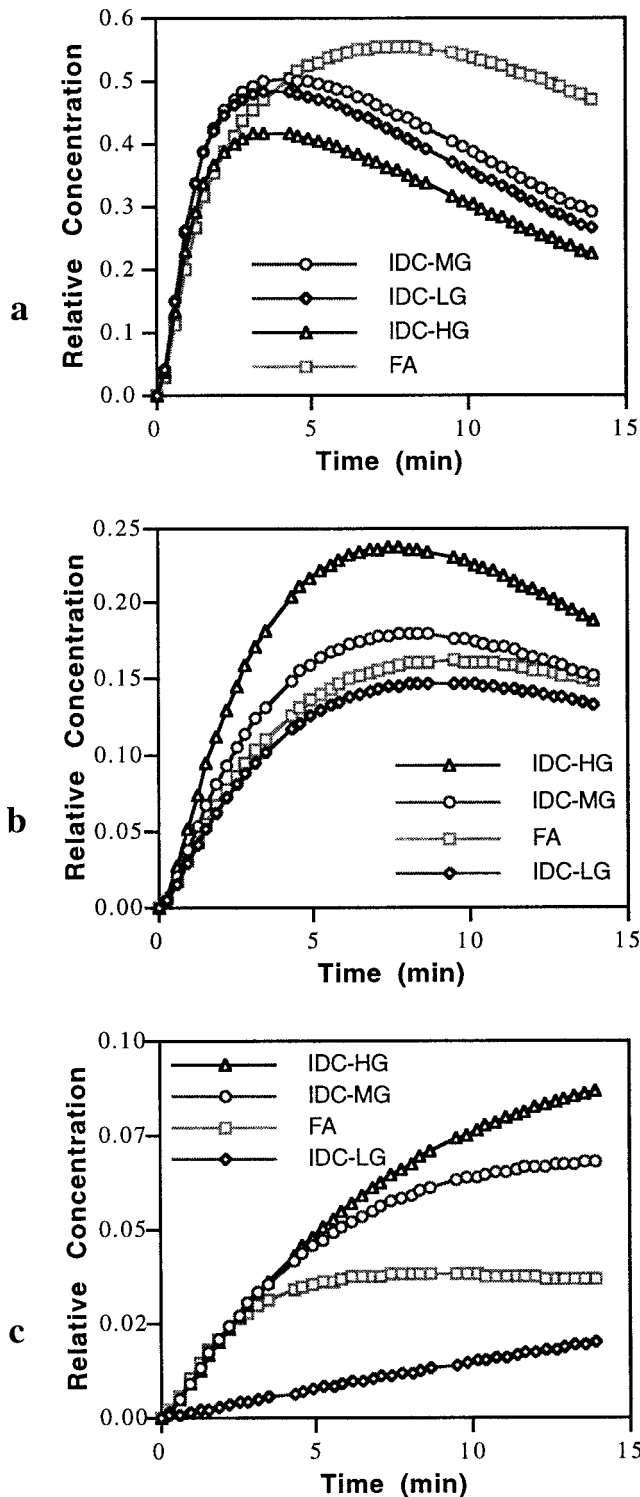 a
Relative Concentration
0.6
0.5
0.4
0.3
0.2
0.1
0.0
IDC-MG
IDC-LG
IDC-HG
FA
0 5 10 15
Time (min)
b
Relative Concentration
0.25
0.20
0.15
0.10
0.05
0.00
IDC-HG
IDC-MG
FA
IDC-LG
0 5 10 15
Time (min)
c
Relative Concentration
0.10
0.07
0.05
0.02
0.00
IDC-HG
IDC-MG
FA
IDC-LG
0 5 10 15
Time (min)